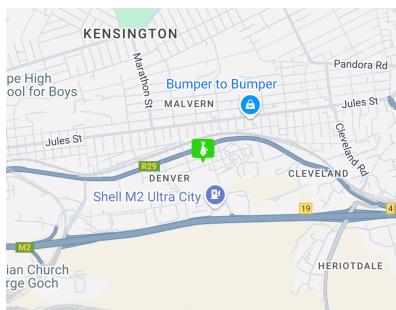 KENSINGTON
Pandora Rd
Marathon St
pe High
ool for Boys
Bumper to Bumper
MALVERN
Jules St
Jules St
Cleveland Rd
R29
DENVER
CLEVELAND
Shell M2 Ultra City
19
4
M2
ian Church
rge Goch
HERIOTDALE